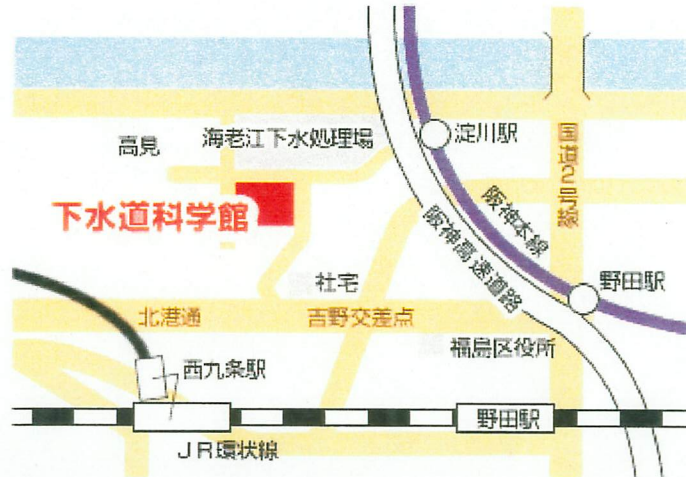 高見
海老江下水処理場
淀川駅
国道2号線
下水道科学館
阪神本線
阪神高速道路
野田駅
社宅
北港通
吉野交差点
福島区役所
西九条駅
野田駅
JR環状線